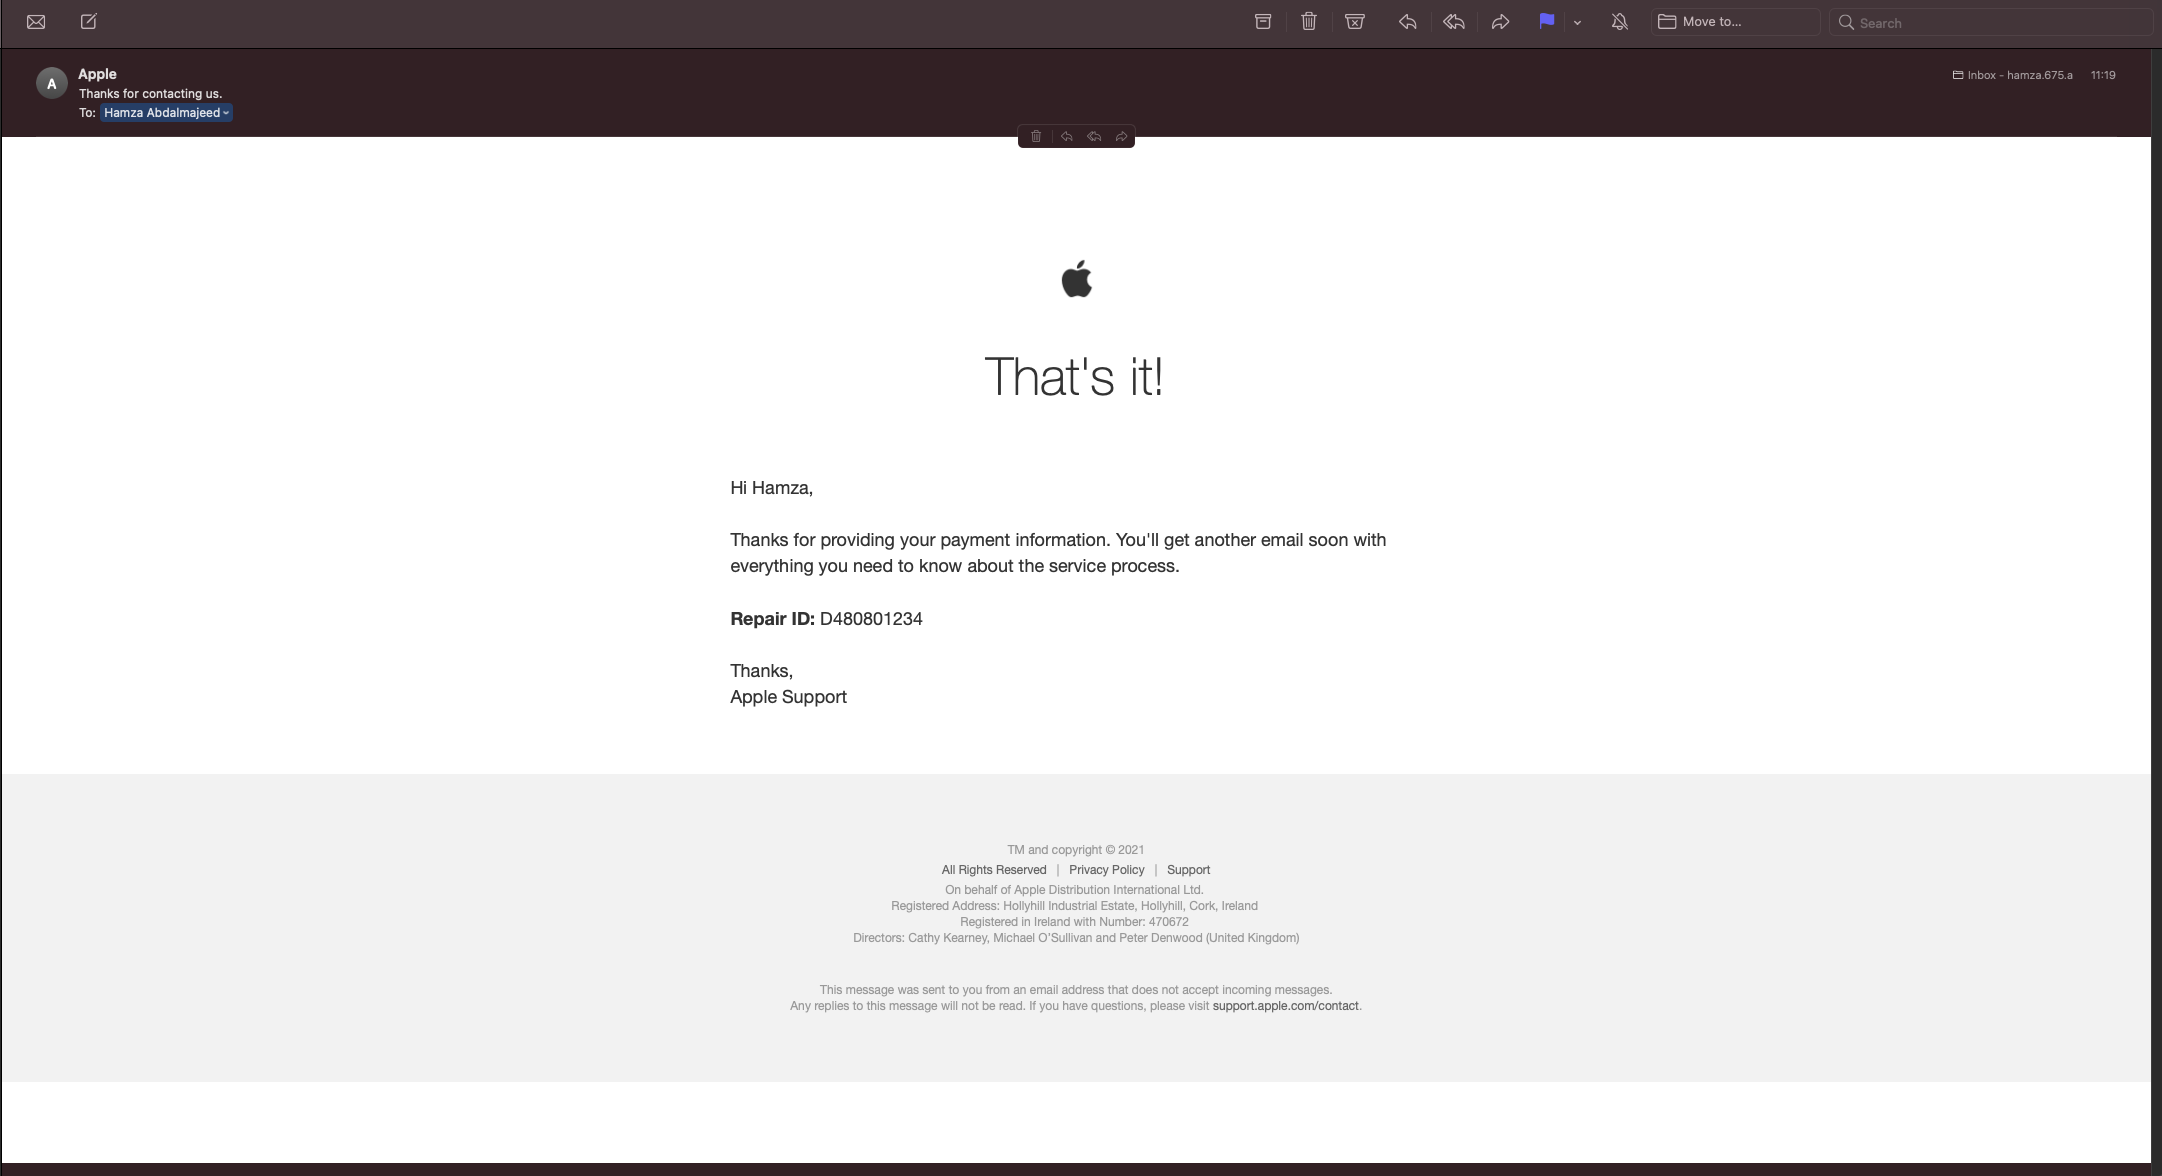 Move to...
Search
A
Apple
Inbox - hamza.675.a 11:19
Thanks for contacting us.
To: Hamza Abdalmajeed
That's it!
Hi Hamza,
Thanks for providing your payment information. You'll get another email soon with
everything you need to know about the service process.
Repair ID: D480801234
Thanks,
Apple Support
TM and copyright © 2021
All Rights Reserved | Privacy Policy | Support
On behalf of Apple Distribution International Ltd.
Registered Address: Hollyhill Industrial Estate, Hollyhill, Cork, Ireland
Registered in Ireland with Number: 470672
Directors: Cathy Kearney, Michael O'Sullivan and Peter Denwood (United Kingdom)
This message was sent to you from an email address that does not accept incoming messages.
Any replies to this message will not be read. If you have questions, please visit support.apple.com/contact.